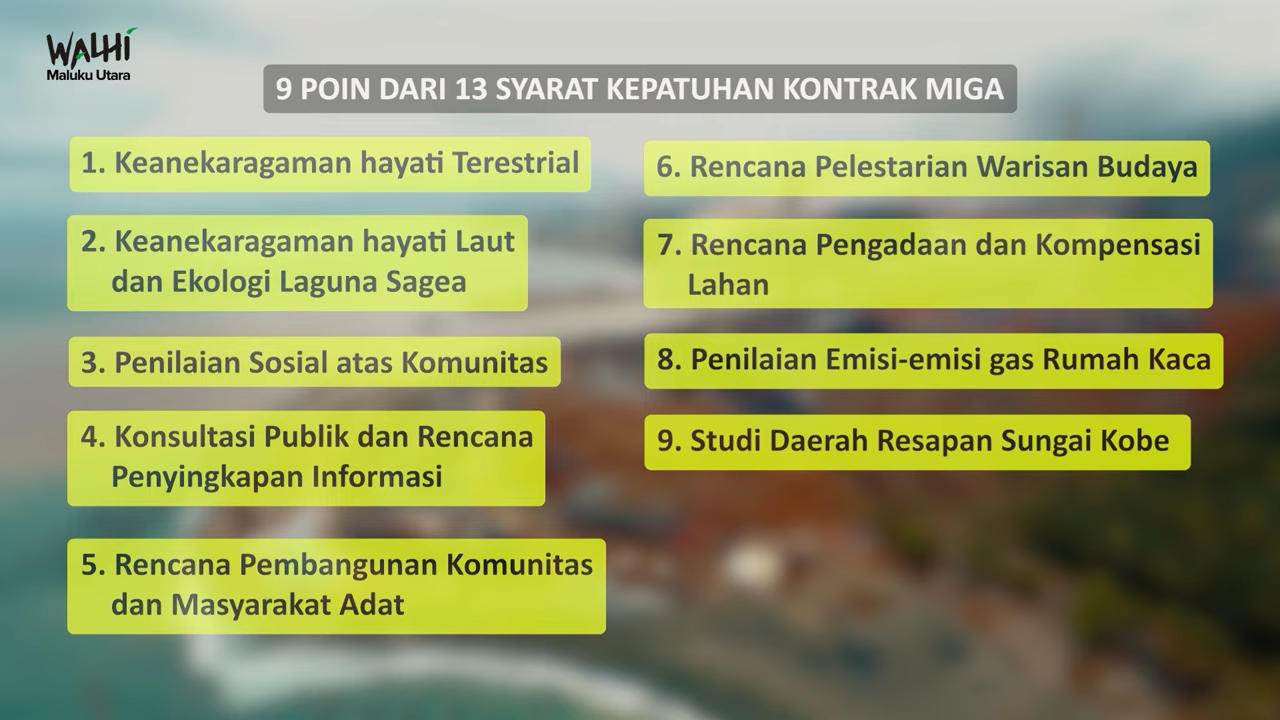 WALHI
Maluku Utara
9 POIN DARI 13 SYARAT KEPATUHAN KONTRAK MIGA
1. Keanekaragaman hayati Terestrial
2. Keanekaragaman hayati Laut
dan Ekologi Laguna Sagea
3. Penilaian Sosial atas Komunitas
4. Konsultasi Publik dan Rencana
Penyingkapan Informasi
5. Rencana Pembangunan Komunitas
dan Masyarakat Adat
6. Rencana Pelestarian Warisan Budaya
7. Rencana Pengadaan dan Kompensasi
Lahan
8. Penilaian Emisi-emisi gas Rumah Kaca
9. Studi Daerah Resapan Sungai Kobe